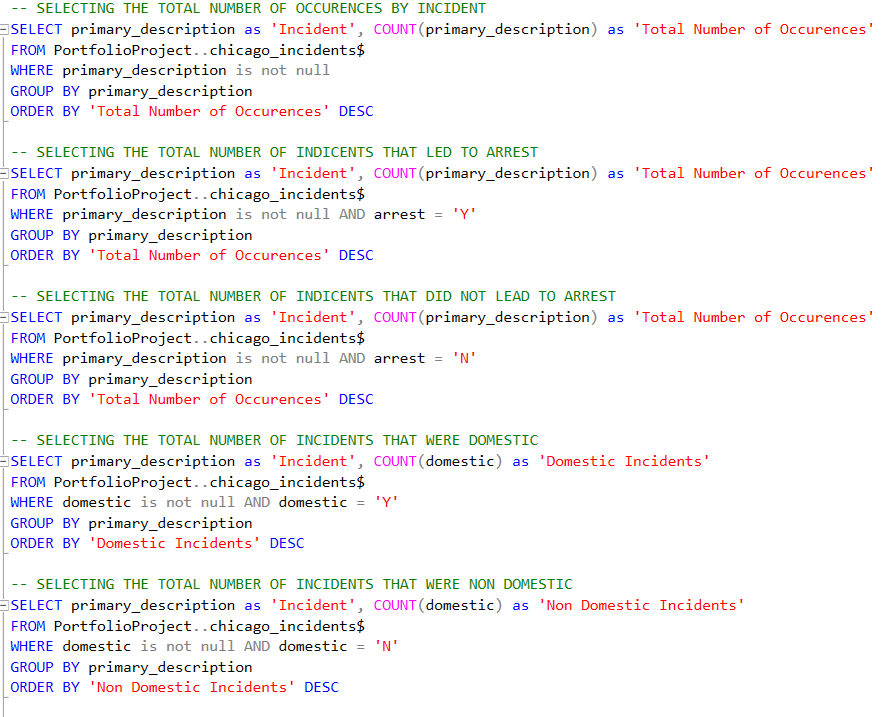 -- SELECTING THE TOTAL NUMBER OF OCCURENCES BY INCIDENT
SELECT primary_description as 'Incident', COUNT(primary_description) as 'Total Number of Occurences'
FROM PortfolioProject..chicago_incidents$
WHERE primary_description is not null
GROUP BY primary_description
ORDER BY 'Total Number of Occurences' DESC
-- SELECTING THE TOTAL NUMBER OF INDICENTS THAT LED TO ARREST
SELECT primary_description as 'Incident', COUNT(primary_description) as 'Total Number of Occurences'
FROM PortfolioProject..chicago_incidents$
WHERE primary_description is not null AND arrest = 'Y'
GROUP BY primary_description
ORDER BY 'Total Number of Occurences' DESC
-- SELECTING THE TOTAL NUMBER OF INDICENTS THAT DID NOT LEAD TO ARREST
SELECT primary_description as 'Incident', COUNT(primary_description) as 'Total Number of Occurences'
FROM PortfolioProject..chicago_incidents$
WHERE primary_description is not null AND arrest = 'N'
GROUP BY primary_description
ORDER BY 'Total Number of Occurences' DESC
-- SELECTING THE TOTAL NUMBER OF INCIDENTS THAT WERE DOMESTIC
SELECT primary_description as 'Incident', COUNT(domestic) as 'Domestic Incidents'
FROM PortfolioProject..chicago_incidents$
WHERE domestic is not null AND domestic = 'Y'
GROUP BY primary_description
ORDER BY 'Domestic Incidents' DESC
-- SELECTING THE TOTAL NUMBER OF INCIDENTS THAT WERE NON DOMESTIC
SELECT primary_description as 'Incident', COUNT(domestic) as 'Non Domestic Incidents'
FROM PortfolioProject..chicago_incidents$
WHERE domestic is not null AND domestic = 'N'
GROUP BY primary_description
ORDER BY 'Non Domestic Incidents' DESC